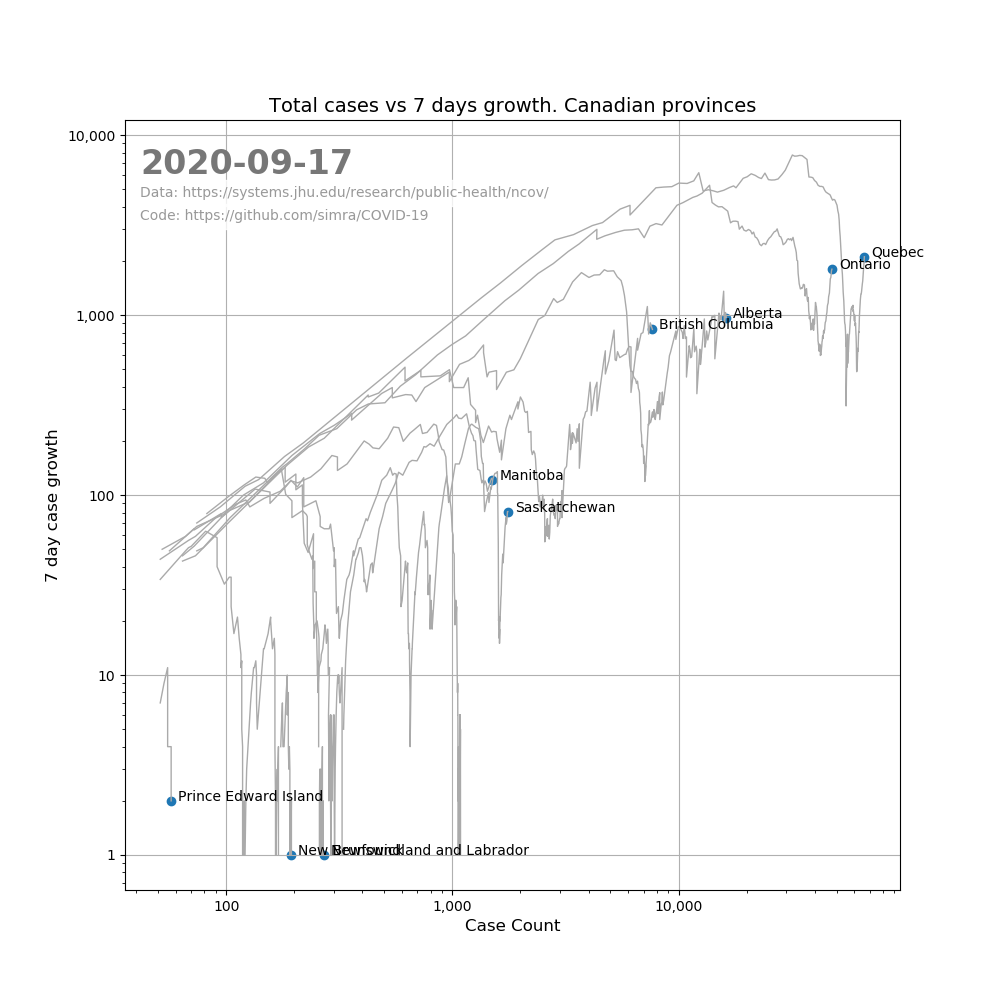 Total cases vs 7 days growth. Canadian provinces
10,000
2020-09-17
Data: https://systems.jhu.edu/research/public-health/ncov/
Code: https://github.com/simra/COVID-19
Quebec
Ontario
1,000
Alberta
British Columbia
7 day case growth
100
Manitoba
Saskatchewan
10
Prince Edward Island
1
New Brunswick
Newfoundland and Labrador
100
1,000
10,000
Case Count